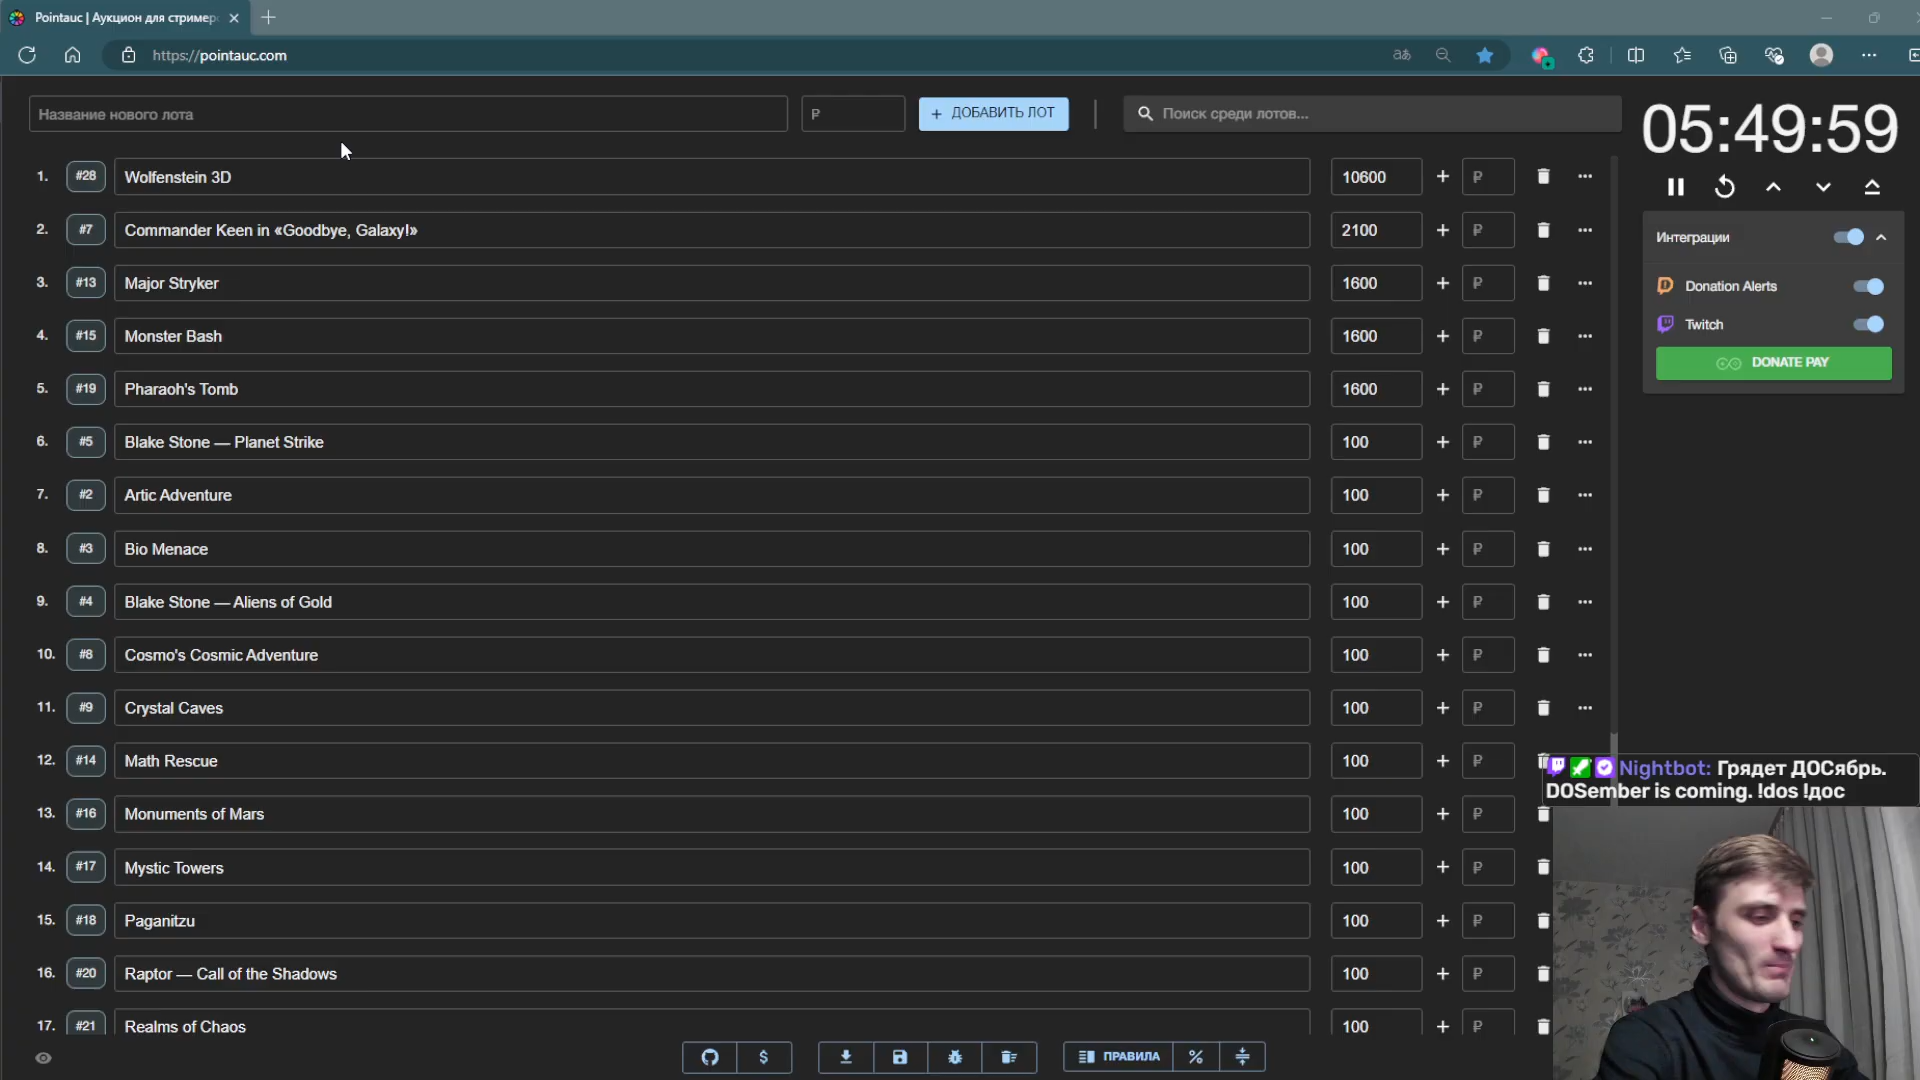 Pointauc | Аукцион для стример
https://pointauc.com
Название нового лота
₽
+ ДОБАВИТЬ ЛОТ
Поиск среди лотов...
05:49:59
1. #28 Wolfenstein 3D 10600 + ₽
2. #7 Commander Keen in «Goodbye, Galaxy!» 2100 + ₽
3. #13 Major Stryker 1600 + ₽
4. #15 Monster Bash 1600 + ₽
5. #19 Pharaoh's Tomb 1600 + ₽
6. #5 Blake Stone — Planet Strike 100 + ₽
7. #2 Artic Adventure 100 + ₽
8. #3 Bio Menace 100 + ₽
9. #4 Blake Stone — Aliens of Gold 100 + ₽
10. #8 Cosmo's Cosmic Adventure 100 + ₽
11. #9 Crystal Caves 100 + ₽
12. #14 Math Rescue 100 + ₽
13. #16 Monuments of Mars 100 + ₽
14. #17 Mystic Towers 100 + ₽
15. #18 Paganitzu 100 + ₽
16. #20 Raptor — Call of the Shadows 100 + ₽
17. #21 Realms of Chaos 100 + ₽
Интеграции
Donation Alerts
Twitch
DONATE PAY
Nightbot: Грядет ДОСябрь.
DOSember is coming. !dos !дос
$
ПРАВИЛА
%